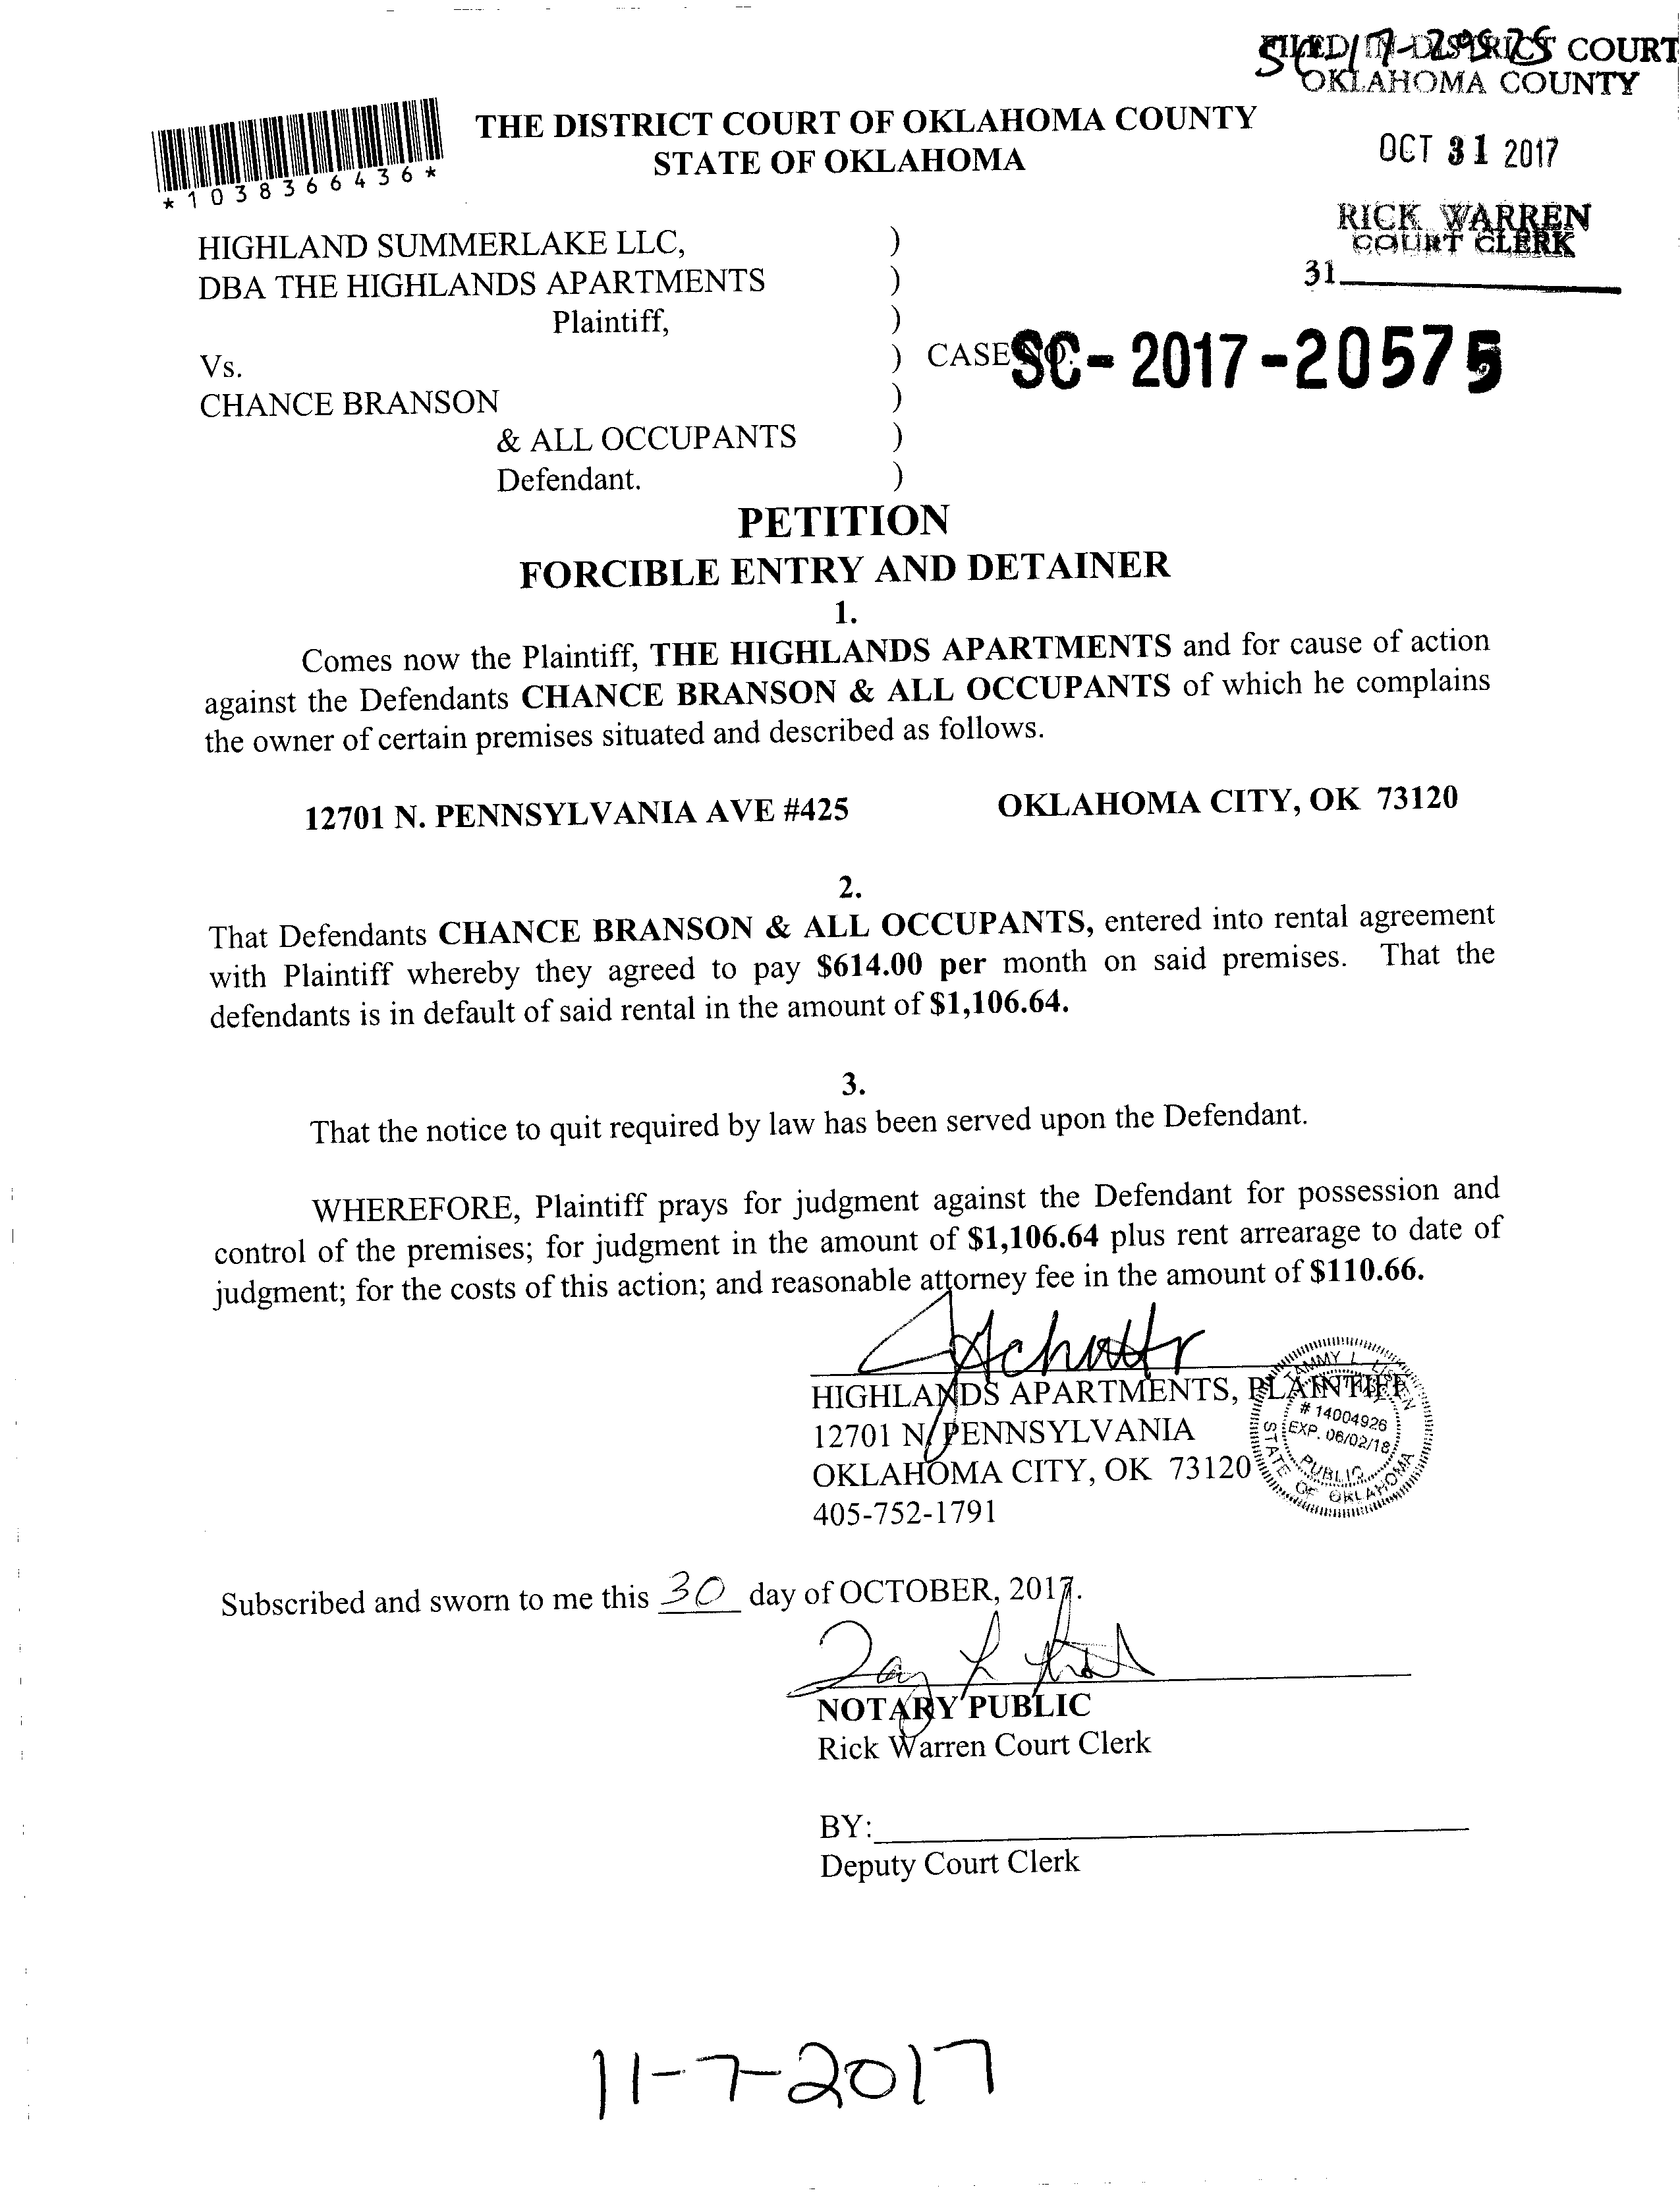 FILED IN DISTRICT COURT
OKLAHOMA COUNTY
THE DISTRICT COURT OF OKLAHOMA COUNTY
STATE OF OKLAHOMA
OCT 31 2017
*1038366436*
RICK WARREN
COURT CLERK
31
HIGHLAND SUMMERLAKE LLC, )
DBA THE HIGHLANDS APARTMENTS )
Plaintiff, )
Vs. ) CASE NO. SC-2017-20575
CHANCE BRANSON )
& ALL OCCUPANTS )
Defendant. )
PETITION
FORCIBLE ENTRY AND DETAINER
1.
Comes now the Plaintiff, THE HIGHLANDS APARTMENTS and for cause of action
against the Defendants CHANCE BRANSON & ALL OCCUPANTS of which he complains
the owner of certain premises situated and described as follows.
12701 N. PENNSYLVANIA AVE #425 OKLAHOMA CITY, OK 73120
2.
That Defendants CHANCE BRANSON & ALL OCCUPANTS, entered into rental agreement
with Plaintiff whereby they agreed to pay $614.00 per month on said premises. That the
defendants is in default of said rental in the amount of $1,106.64.
3.
That the notice to quit required by law has been served upon the Defendant.
WHEREFORE, Plaintiff prays for judgment against the Defendant for possession and
control of the premises; for judgment in the amount of $1,106.64 plus rent arrearage to date of
judgment; for the costs of this action; and reasonable attorney fee in the amount of $110.66.
HIGHLANDS APARTMENTS, PLAINTIFF
12701 N. PENNSYLVANIA
OKLAHOMA CITY, OK 73120
405-752-1791
TAMMY L.
# 14004926
EXP. 06/02/18
PUBLIC
STATE OF OKLAHOMA
Subscribed and sworn to me this 30 day of OCTOBER, 2017.
NOTARY PUBLIC
Rick Warren Court Clerk
BY:
Deputy Court Clerk
11-7-2017